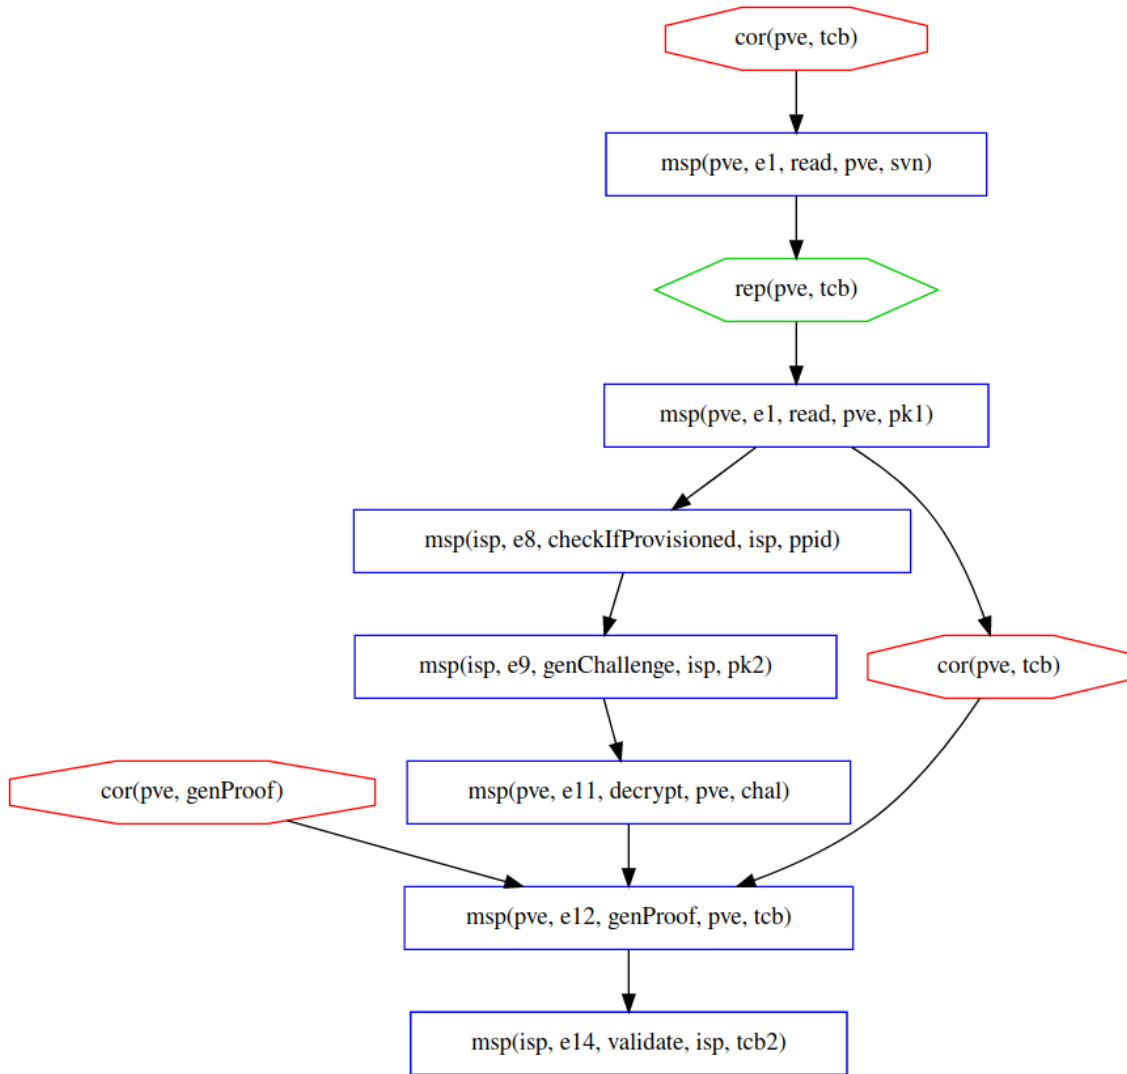 cor(pve, tcb)
msp(pve, e1, read, pve, svn)
rep(pve, tcb)
msp(pve, e1, read, pve, pk1)
msp(isp, e8, checkIfProvisioned, isp, ppid)
msp(isp, e9, genChallenge, isp, pk2)
cor(pve, tcb)
cor(pve, genProof)
msp(pve, e11, decrypt, pve, chal)
msp(pve, e12, genProof, pve, tcb)
msp(isp, e14, validate, isp, tcb2)